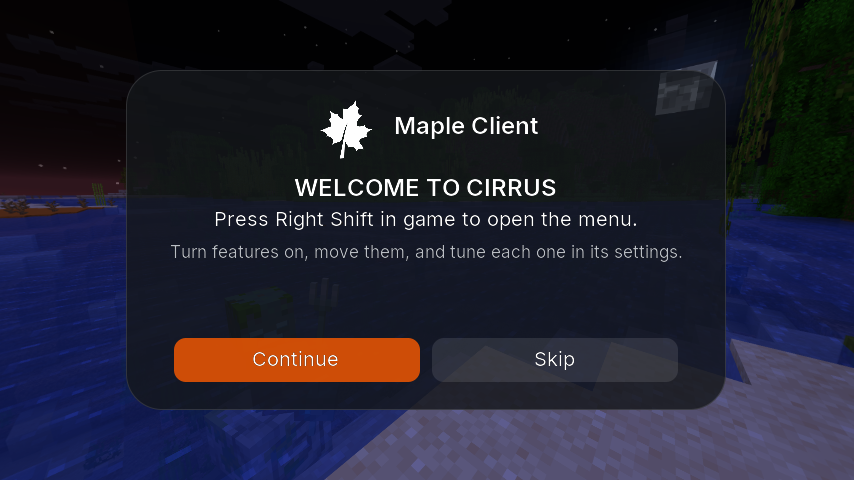 Maple Client
WELCOME TO CIRRUS
Press Right Shift in game to open the menu.
Turn features on, move them, and tune each one in its settings.
Continue
Skip